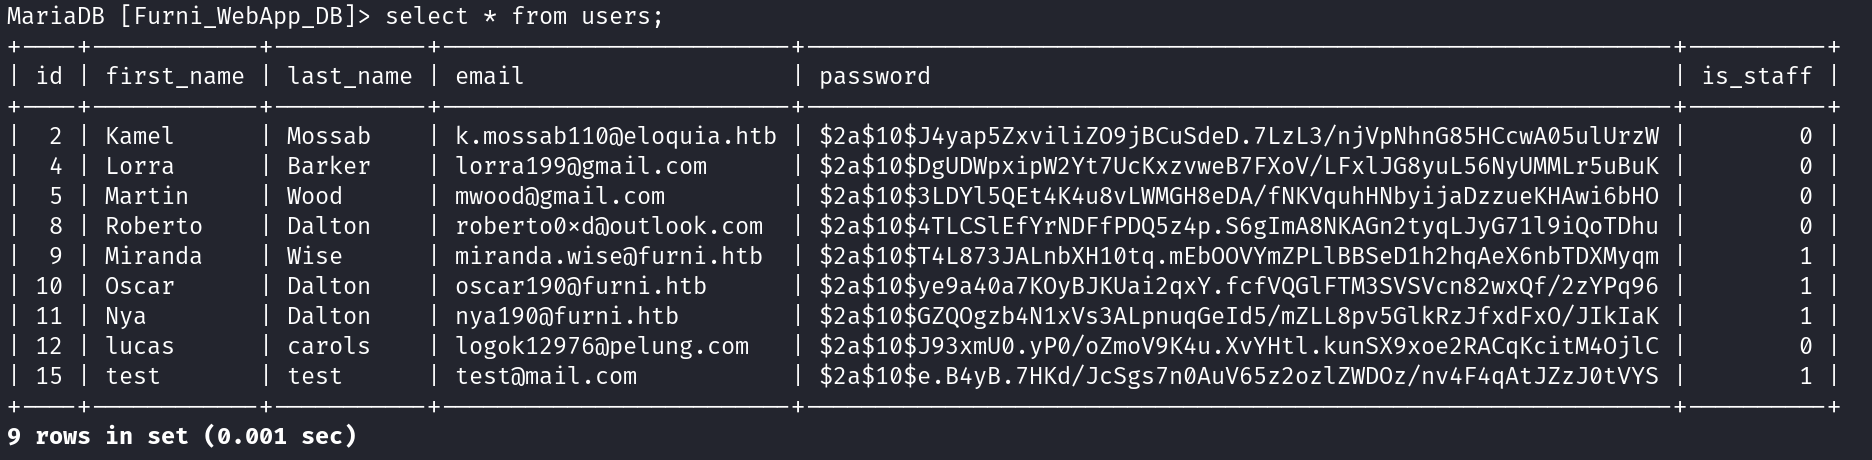 MariaDB [Furni_WebApp_DB]> select * from users;
+----+------------+-----------+-------------------------+--------------------------------------------------------------+----------+
| id | first_name | last_name | email                   | password                                                     | is_staff |
+----+------------+-----------+-------------------------+--------------------------------------------------------------+----------+
|  2 | Kamel      | Mossab    | k.mossab110@eloquia.htb | $2a$10$J4yap5ZxviliZO9jBCuSdeD.7LzL3/njVpNhnG85HCcwA05ulUrzW |        0 |
|  4 | Lorra      | Barker    | lorra199@gmail.com      | $2a$10$DgUDWpxipW2Yt7UcKxzvweB7FXoV/LFxlJG8yuL56NyUMMLr5uBuK |        0 |
|  5 | Martin     | Wood      | mwood@gmail.com         | $2a$10$3LDYl5QEt4K4u8vLWMGH8eDA/fNKVquhHNbyijaDzzueKHAwi6bHO |        0 |
|  8 | Roberto    | Dalton    | roberto0×d@outlook.com  | $2a$10$4TLCSlEfYrNDFfPDQ5z4p.S6gImA8NKAGn2tyqLJyG71l9iQoTDhu |        0 |
|  9 | Miranda    | Wise      | miranda.wise@furni.htb  | $2a$10$T4L873JALnbXH10tq.mEbOOVYmZPLlBBSeD1h2hqAeX6nbTDXMyqm |        1 |
| 10 | Oscar      | Dalton    | oscar190@furni.htb      | $2a$10$ye9a40a7KOyBJKUai2qxY.fcfVQGlFTM3SVSVcn82wxQf/2zYPq96 |        1 |
| 11 | Nya        | Dalton    | nya190@furni.htb        | $2a$10$GZQOgzb4N1xVs3ALpnuqGeId5/mZLL8pv5GlkRzJfxdFxO/JIkIaK |        1 |
| 12 | lucas      | carols    | logok12976@pelung.com   | $2a$10$J93xmU0.yP0/oZmoV9K4u.XvYHtl.kunSX9xoe2RACqKcitM4OjlC |        0 |
| 15 | test       | test      | test@mail.com           | $2a$10$e.B4yB.7HKd/JcSgs7n0AuV65z2ozlZWDOz/nv4F4qAtJZzJ0tVYS |        1 |
+----+------------+-----------+-------------------------+--------------------------------------------------------------+----------+
9 rows in set (0.001 sec)